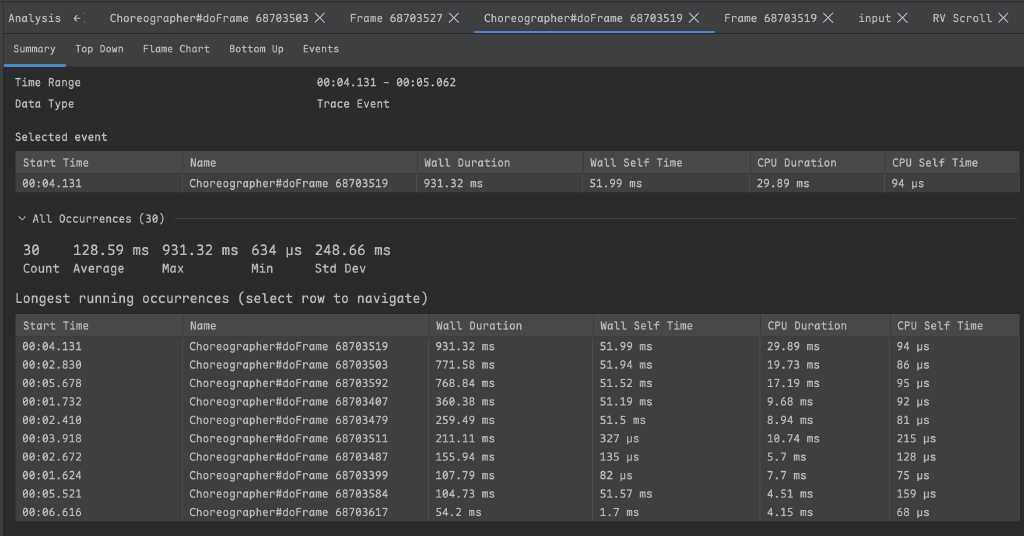 Analysis Choreographer#doFrame 68703503 Frame 68703527 Choreographer#doFrame 68703519 Frame 68703519 input RV Scroll
Summary Top Down Flame Chart Bottom Up Events
Time Range 00:04.131 - 00:05.062
Data Type Trace Event
Selected event
Start Time Name Wall Duration Wall Self Time CPU Duration CPU Self Time
00:04.131 Choreographer#doFrame 68703519 931.32 ms 51.99 ms 29.89 ms 94 μs
All Occurrences (30)
30 128.59 ms 931.32 ms 634 μs 248.66 ms
Count Average Max Min Std Dev
Longest running occurrences (select row to navigate)
Start Time Name Wall Duration Wall Self Time CPU Duration CPU Self Time
00:04.131 Choreographer#doFrame 68703519 931.32 ms 51.99 ms 29.89 ms 94 μs
00:02.830 Choreographer#doFrame 68703503 771.58 ms 51.94 ms 19.73 ms 86 μs
00:05.678 Choreographer#doFrame 68703592 768.84 ms 51.52 ms 17.19 ms 95 μs
00:01.732 Choreographer#doFrame 68703407 360.38 ms 51.19 ms 9.68 ms 92 μs
00:02.410 Choreographer#doFrame 68703479 259.49 ms 51.5 ms 8.94 ms 81 μs
00:03.918 Choreographer#doFrame 68703511 211.11 ms 327 μs 10.74 ms 215 μs
00:02.672 Choreographer#doFrame 68703487 155.94 ms 135 μs 5.7 ms 128 μs
00:01.624 Choreographer#doFrame 68703399 107.79 ms 82 μs 7.7 ms 75 μs
00:05.521 Choreographer#doFrame 68703584 104.73 ms 51.57 ms 4.51 ms 159 μs
00:06.616 Choreographer#doFrame 68703617 54.2 ms 1.7 ms 4.15 ms 68 μs